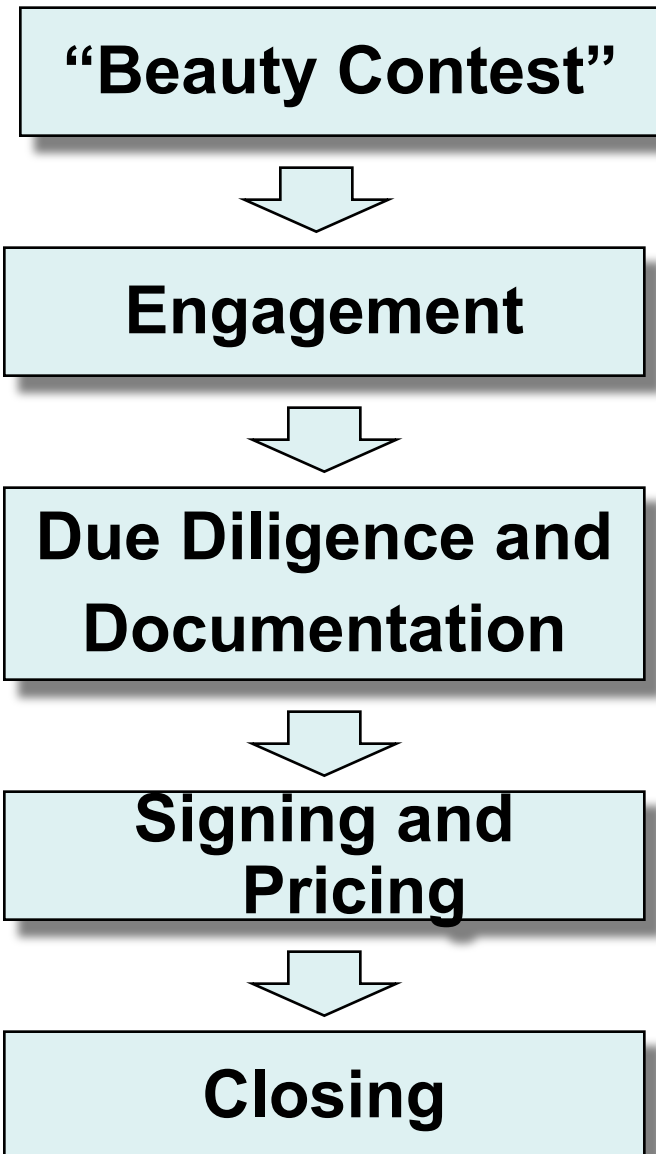 “Beauty Contest”
Engagement
Due Diligence and
Documentation
Signing and
Pricing
Closing